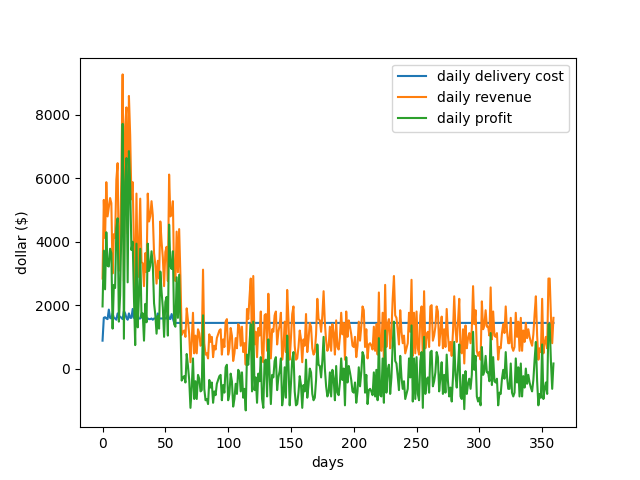 daily delivery cost
daily revenue
daily profit
8000
6000
4000
2000
0
dollar ($)
0 50 100 150 200 250 300 350
days